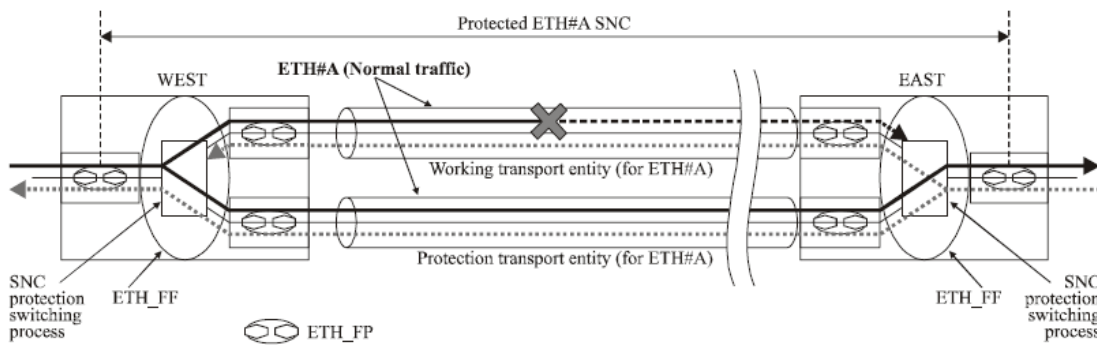 Protected ETH#A SNC
ETH#A (Normal traffic)
WEST
EAST
Working transport entity (for ETH#A)
Protection transport entity (for ETH#A)
SNC
protection
switching
process
ETH_FF
ETH_FF
SNC
protection
switching
process
ETH_FP